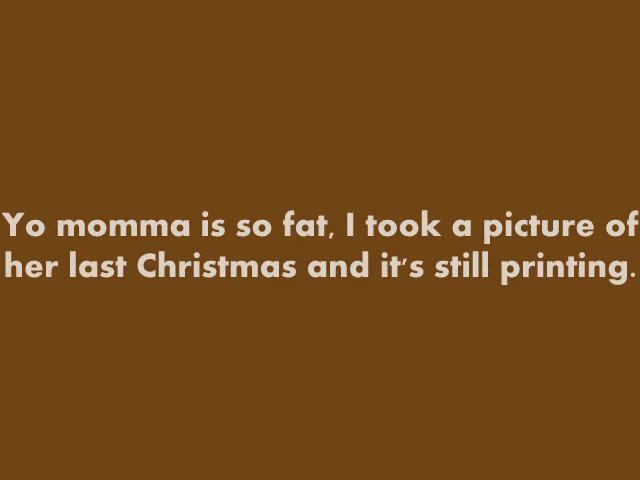 Yo momma is so fat, I took a picture of
her last Christmas and it's still printing.